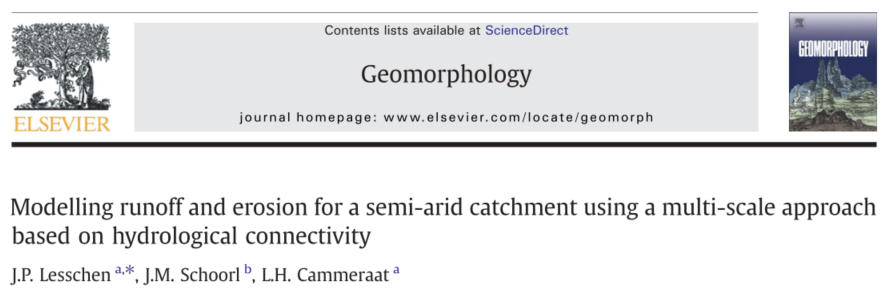 Contents lists available at ScienceDirect
Geomorphology
journal homepage: www.elsevier.com/locate/geomorph
ELSEVIER
GEOMORPHOLOGY
Modelling runoff and erosion for a semi-arid catchment using a multi-scale approach
based on hydrological connectivity
J.P. Lesschen a,*, J.M. Schoorl b, L.H. Cammeraat a